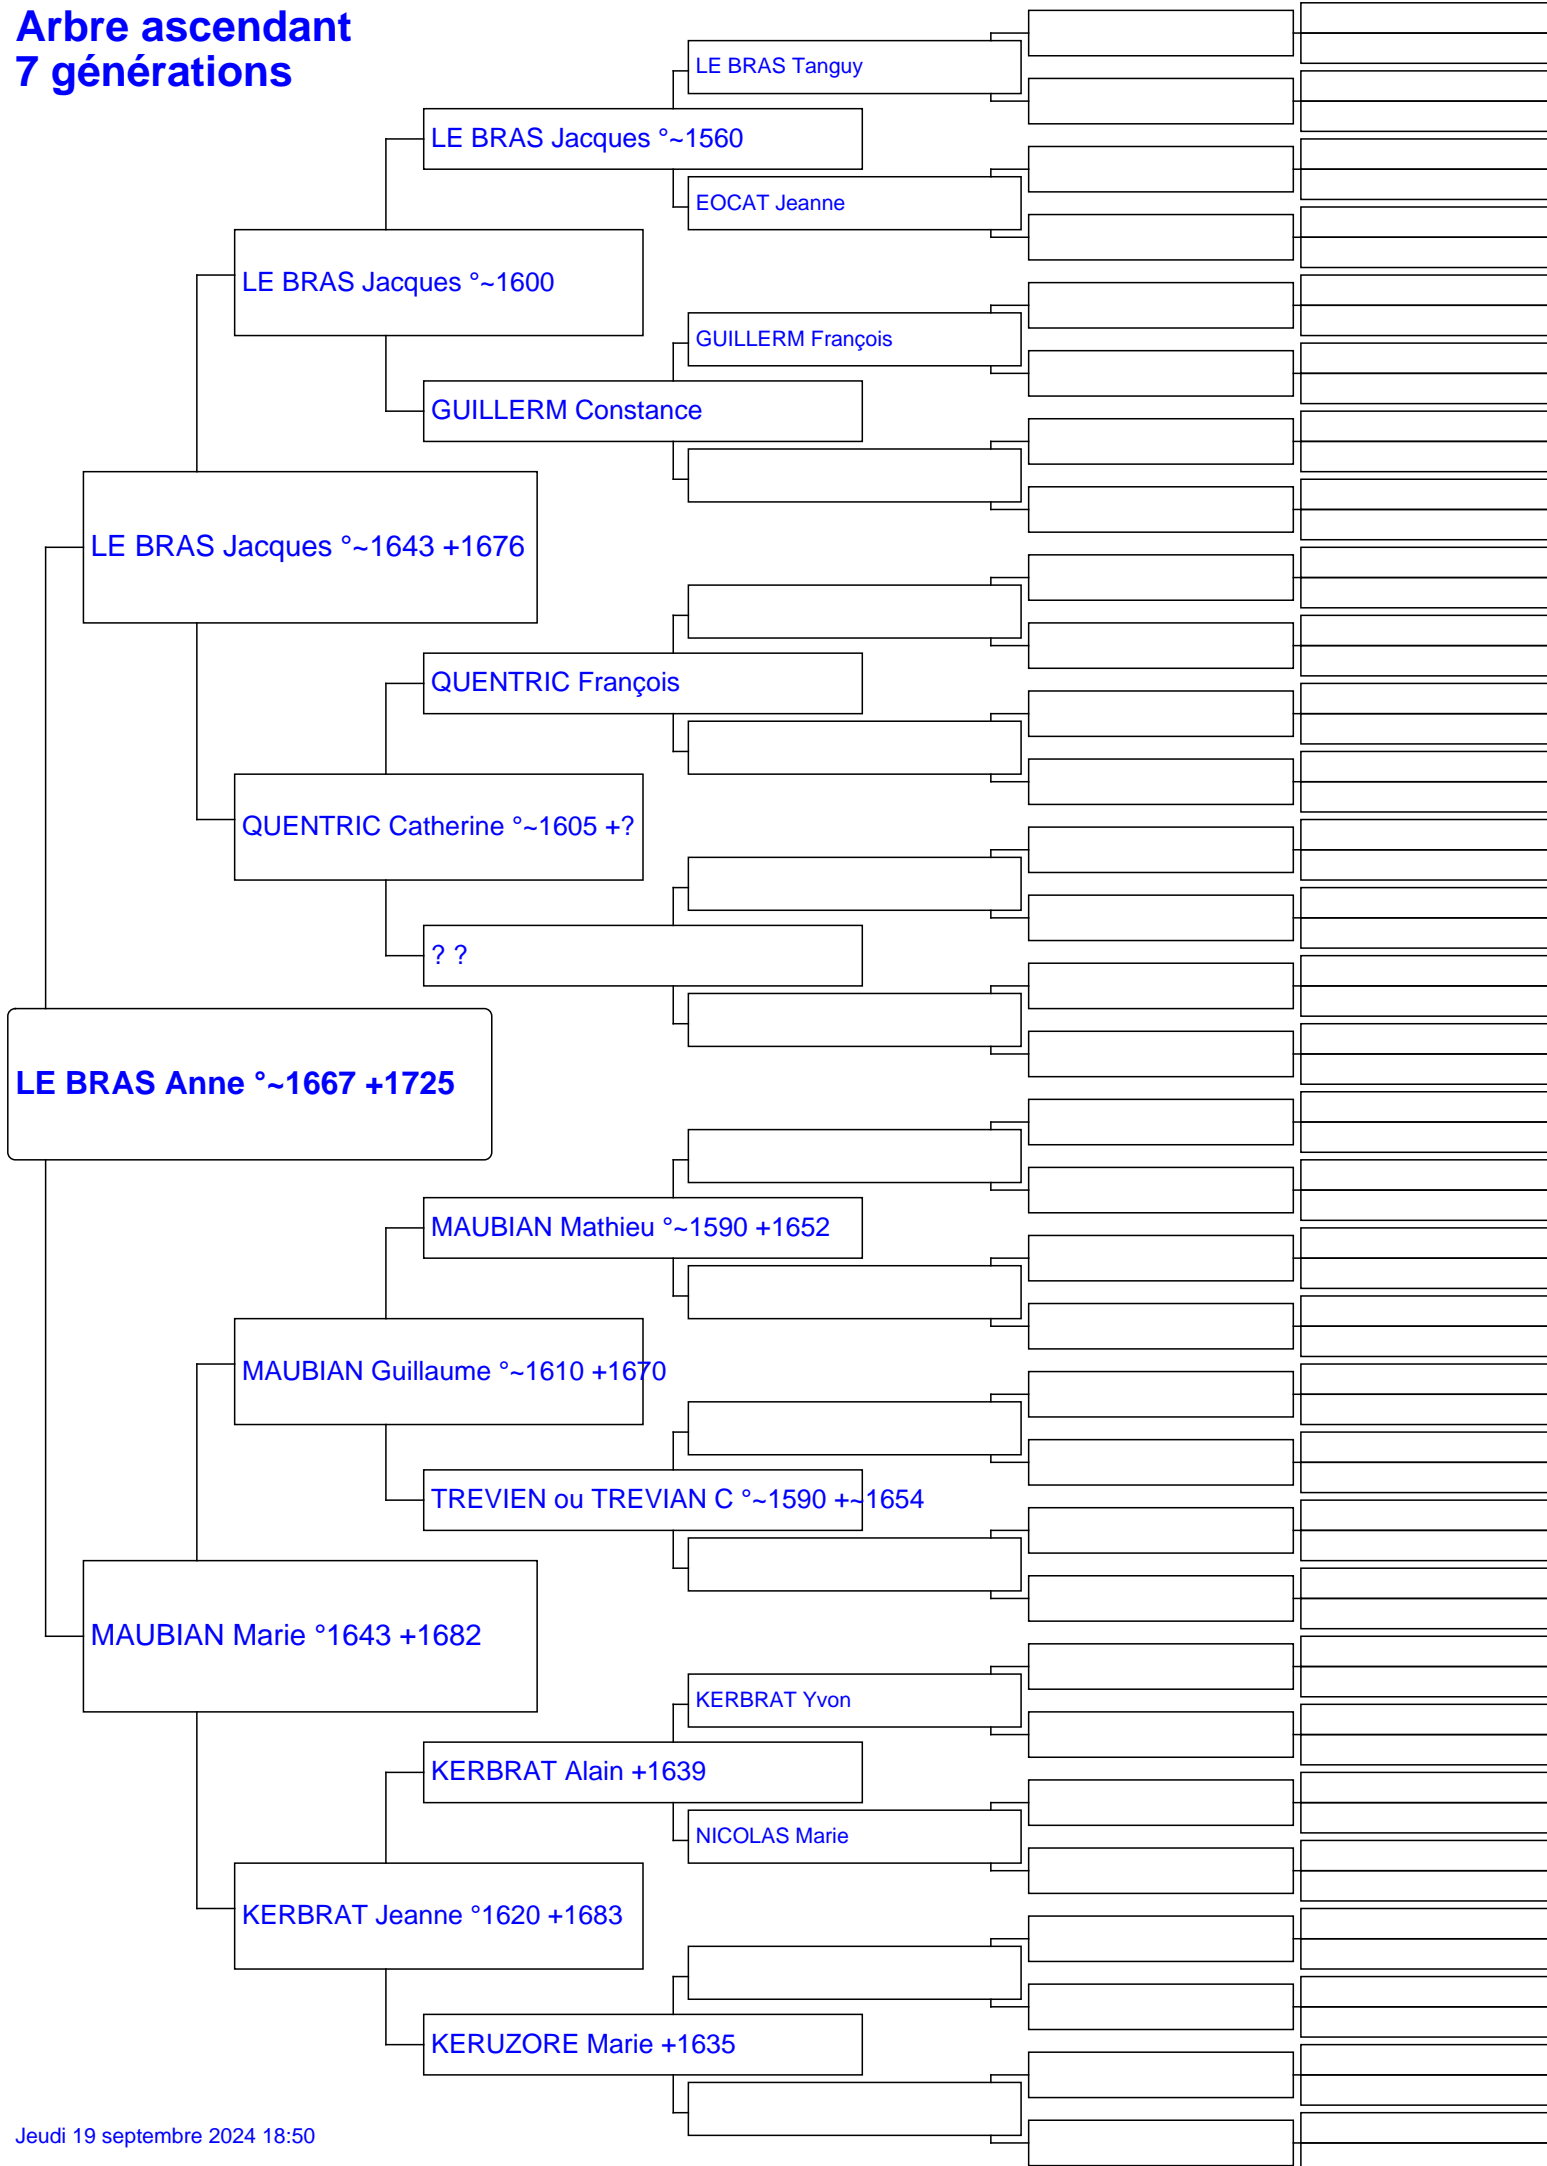 Arbre ascendant
7 générations
LE BRAS Tanguy
LE BRAS Jacques °~1560
EOCAT Jeanne
LE BRAS Jacques °~1600
GUILLERM François
GUILLERM Constance
LE BRAS Jacques °~1643 +1676
QUENTRIC François
QUENTRIC Catherine °~1605 +?
? ?
LE BRAS Anne °~1667 +1725
MAUBIAN Mathieu °~1590 +1652
MAUBIAN Guillaume °~1610 +1670
TREVIEN ou TREVIAN C °~1590 +~1654
MAUBIAN Marie °1643 +1682
KERBRAT Yvon
KERBRAT Alain +1639
NICOLAS Marie
KERBRAT Jeanne °1620 +1683
KERUZORE Marie +1635
Jeudi 19 septembre 2024 18:50